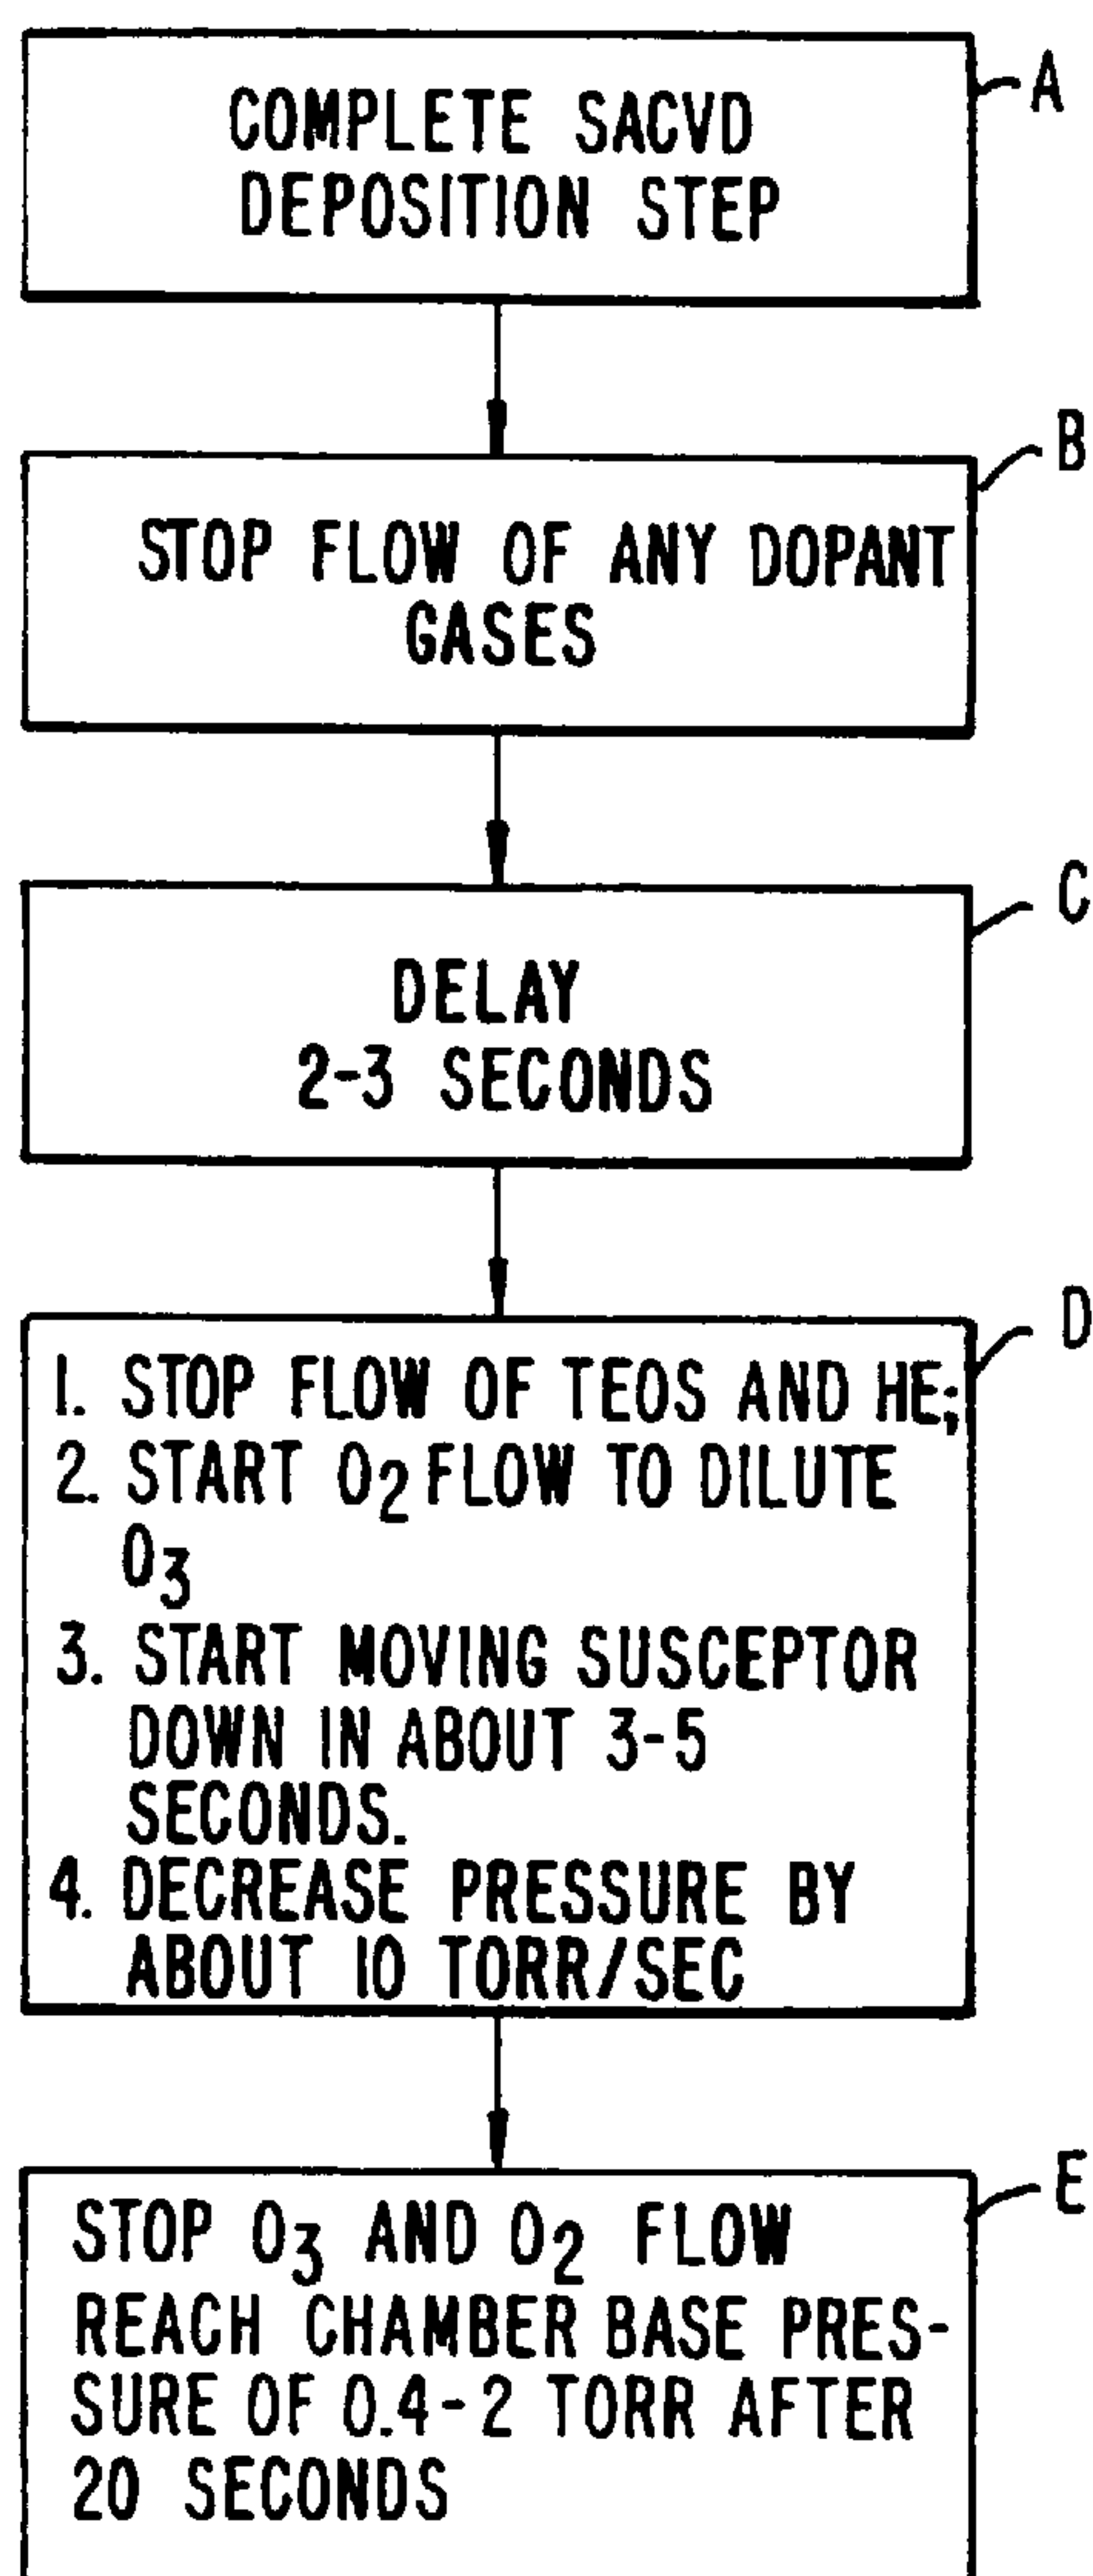 COMPLETE SACVD
DEPOSITION STEP
A
STOP FLOW OF ANY DOPANT
GASES
B
DELAY
2-3 SECONDS
C
1. STOP FLOW OF TEOS AND HE;
2. START O2 FLOW TO DILUTE
O3
3. START MOVING SUSCEPTOR
DOWN IN ABOUT 3-5
SECONDS.
4. DECREASE PRESSURE BY
ABOUT 10 TORR/SEC
D
STOP O3 AND O2 FLOW
REACH CHAMBER BASE PRES-
SURE OF 0.4-2 TORR AFTER
20 SECONDS
E